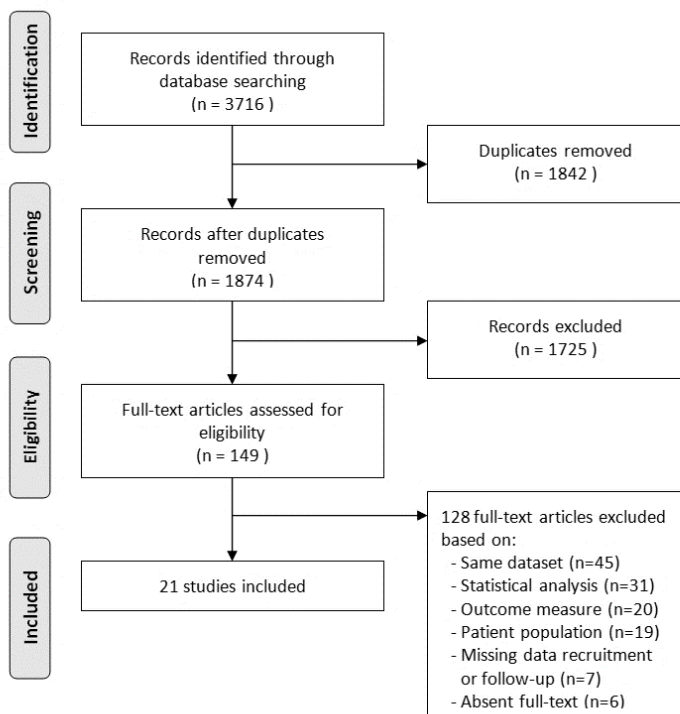 Identification
Records identified through
database searching
(n = 3716 )
Duplicates removed
(n = 1842 )
Screening
Records after duplicates
removed
(n = 1874 )
Records excluded
(n = 1725 )
Eligibility
Full-text articles assessed for
eligibility
(n = 149 )
128 full-text articles excluded
based on:
- Same dataset (n=45)
- Statistical analysis (n=31)
- Outcome measure (n=20)
- Patient population (n=19)
- Missing data recruitment
or follow-up (n=7)
- Absent full-text (n=6)
Included
21 studies included